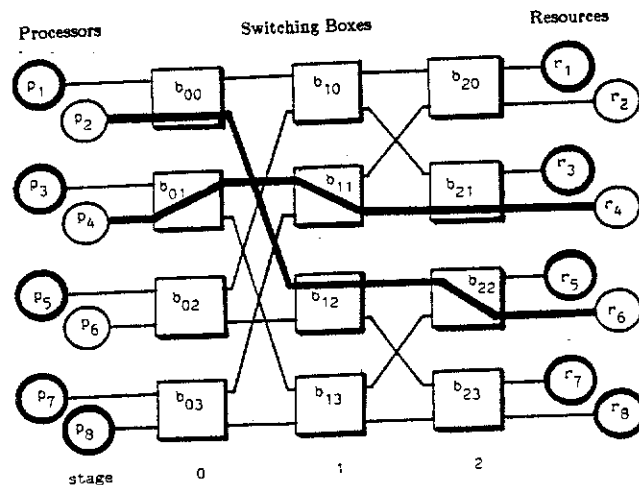 Processors Switching Boxes Resources
p1 b00 b10 b20 r1
p2 r2
p3 b01 b11 b21 r3
p4 r4
p5 b02 b12 b22 r5
p6 r6
p7 b03 b13 b23 r7
p8 r8
stage 0 1 2